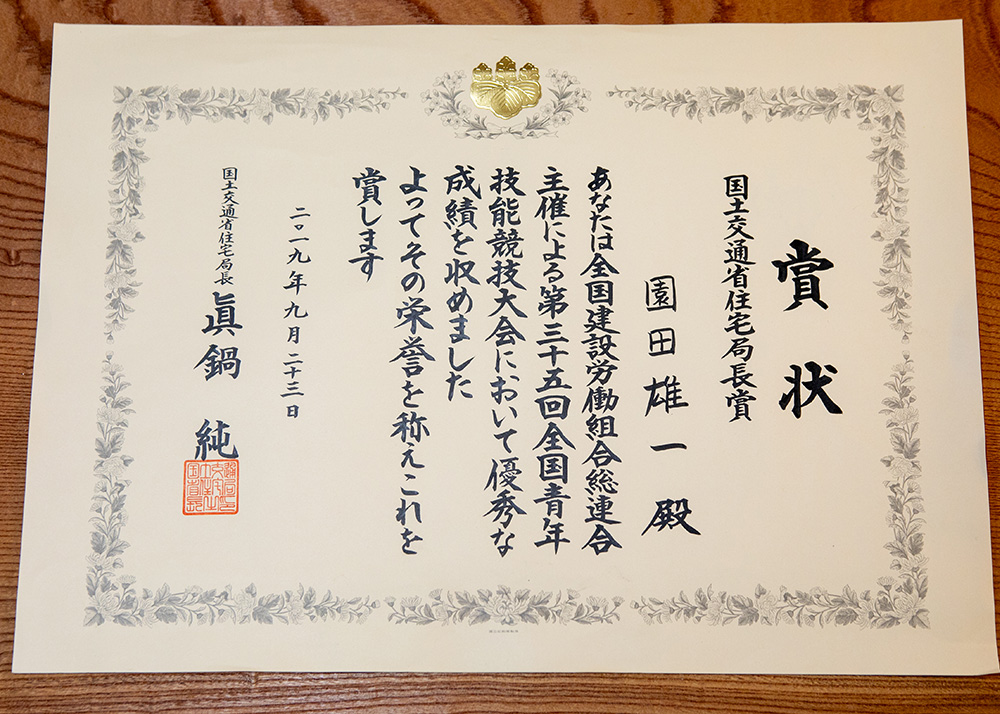 賞状
国土交通省住宅局長賞
園田雄一殿
あなたは全国建設労働組合総連合
主催による第三十五回全国青年
技能競技大会において優秀な
成績を収めました
よってその栄誉を称えこれを
賞します
二〇一九年九月二十三日
国土交通省住宅局長 眞鍋 純